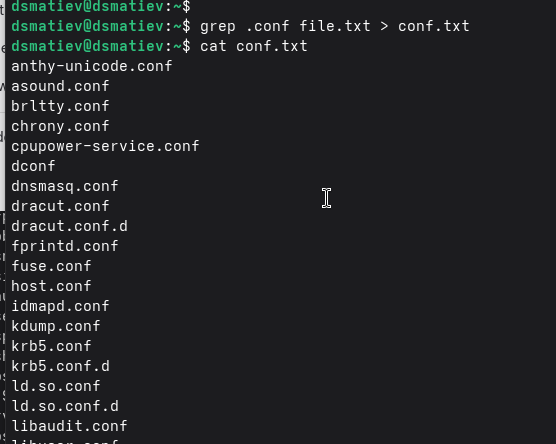 dsmatiev@dsmatiev:~$
dsmatiev@dsmatiev:~$ grep .conf file.txt > conf.txt
dsmatiev@dsmatiev:~$ cat conf.txt
anthy-unicode.conf
asound.conf
brltty.conf
chrony.conf
cpupower-service.conf
dconf
dnsmasq.conf
dracut.conf
dracut.conf.d
fprintd.conf
fuse.conf
host.conf
idmapd.conf
kdump.conf
krb5.conf
krb5.conf.d
ld.so.conf
ld.so.conf.d
libaudit.conf